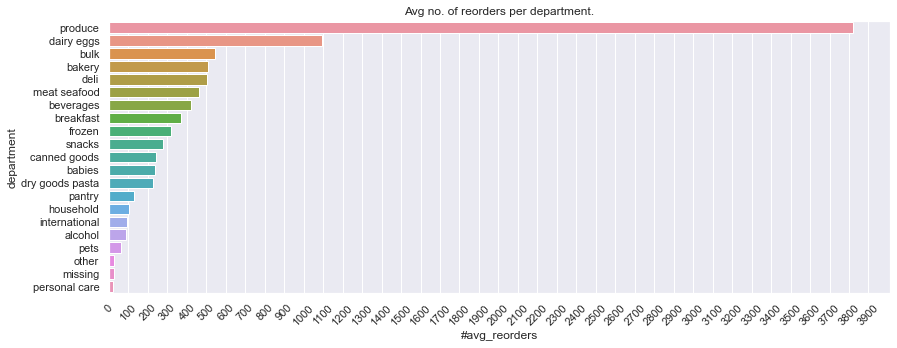 Avg no. of reorders per department.
produce
dairy eggs
bulk
bakery
deli
meat seafood
beverages
breakfast
frozen
snacks
canned goods
babies
dry goods pasta
pantry
household
international
alcohol
pets
other
missing
personal care
department
0 100 200 300 400 500 600 700 800 900 1000 1100 1200 1300 1400 1500 1600 1700 1800 1900 2000 2100 2200 2300 2400 2500 2600 2700 2800 2900 3000 3100 3200 3300 3400 3500 3600 3700 3800 3900
#avg_reorders